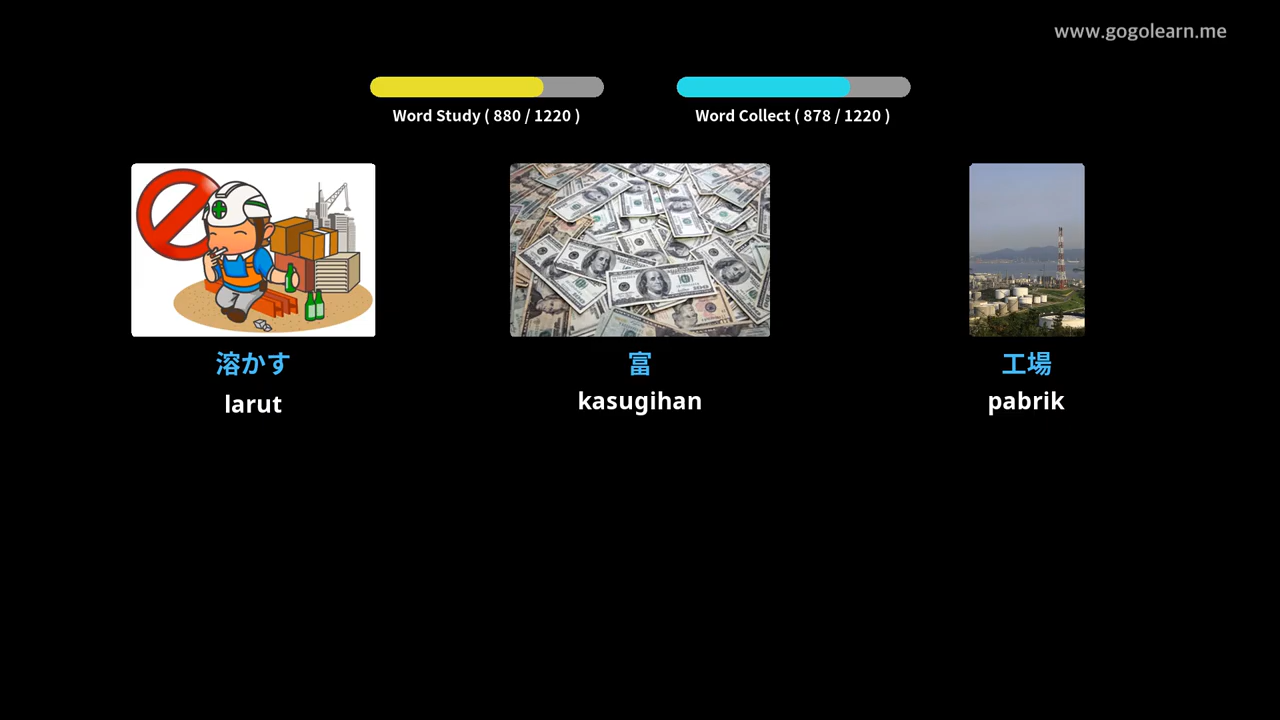 www.gogolearn.me
Word Study ( 880 / 1220 )
Word Collect ( 878 / 1220 )
溶かす
larut
富
kasugihan
工場
pabrik